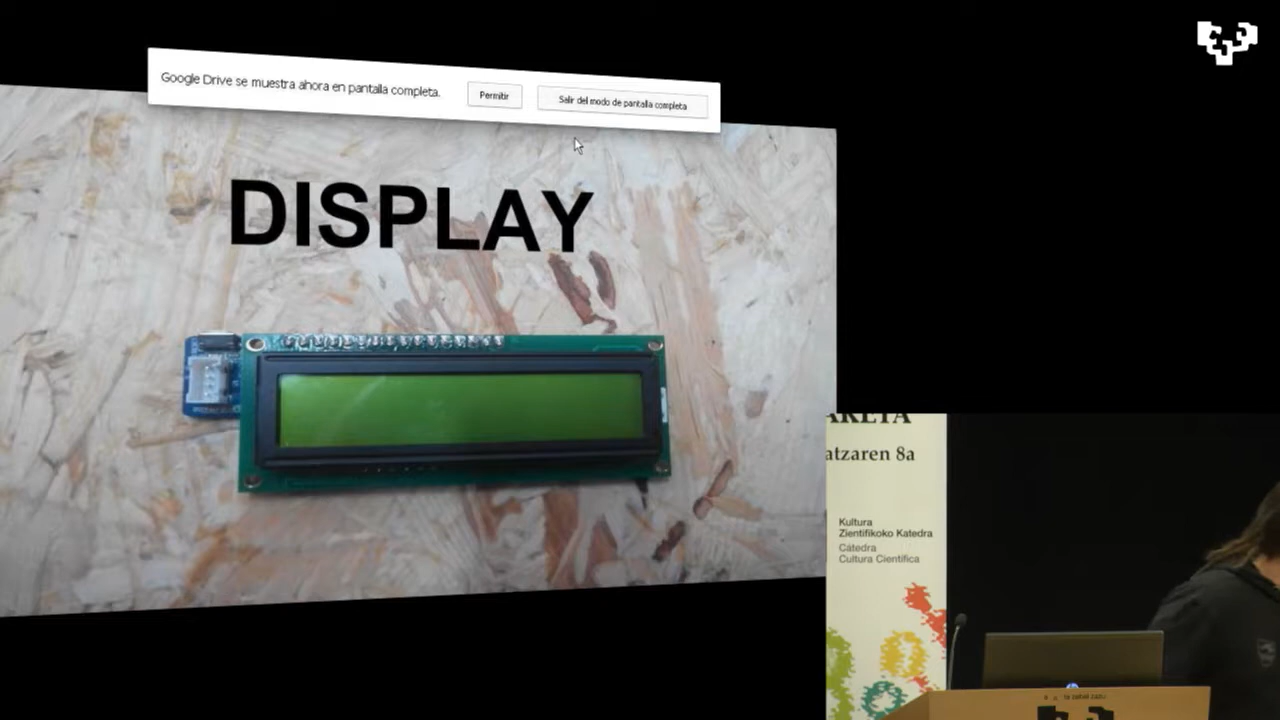 Google Drive se muestra ahora en pantalla completa.
Permitir
Salir del modo de pantalla completa
DISPLAY
atzaren 8a
Kultura
Zientifikoko Katedra
Cátedra
Cultura Científica